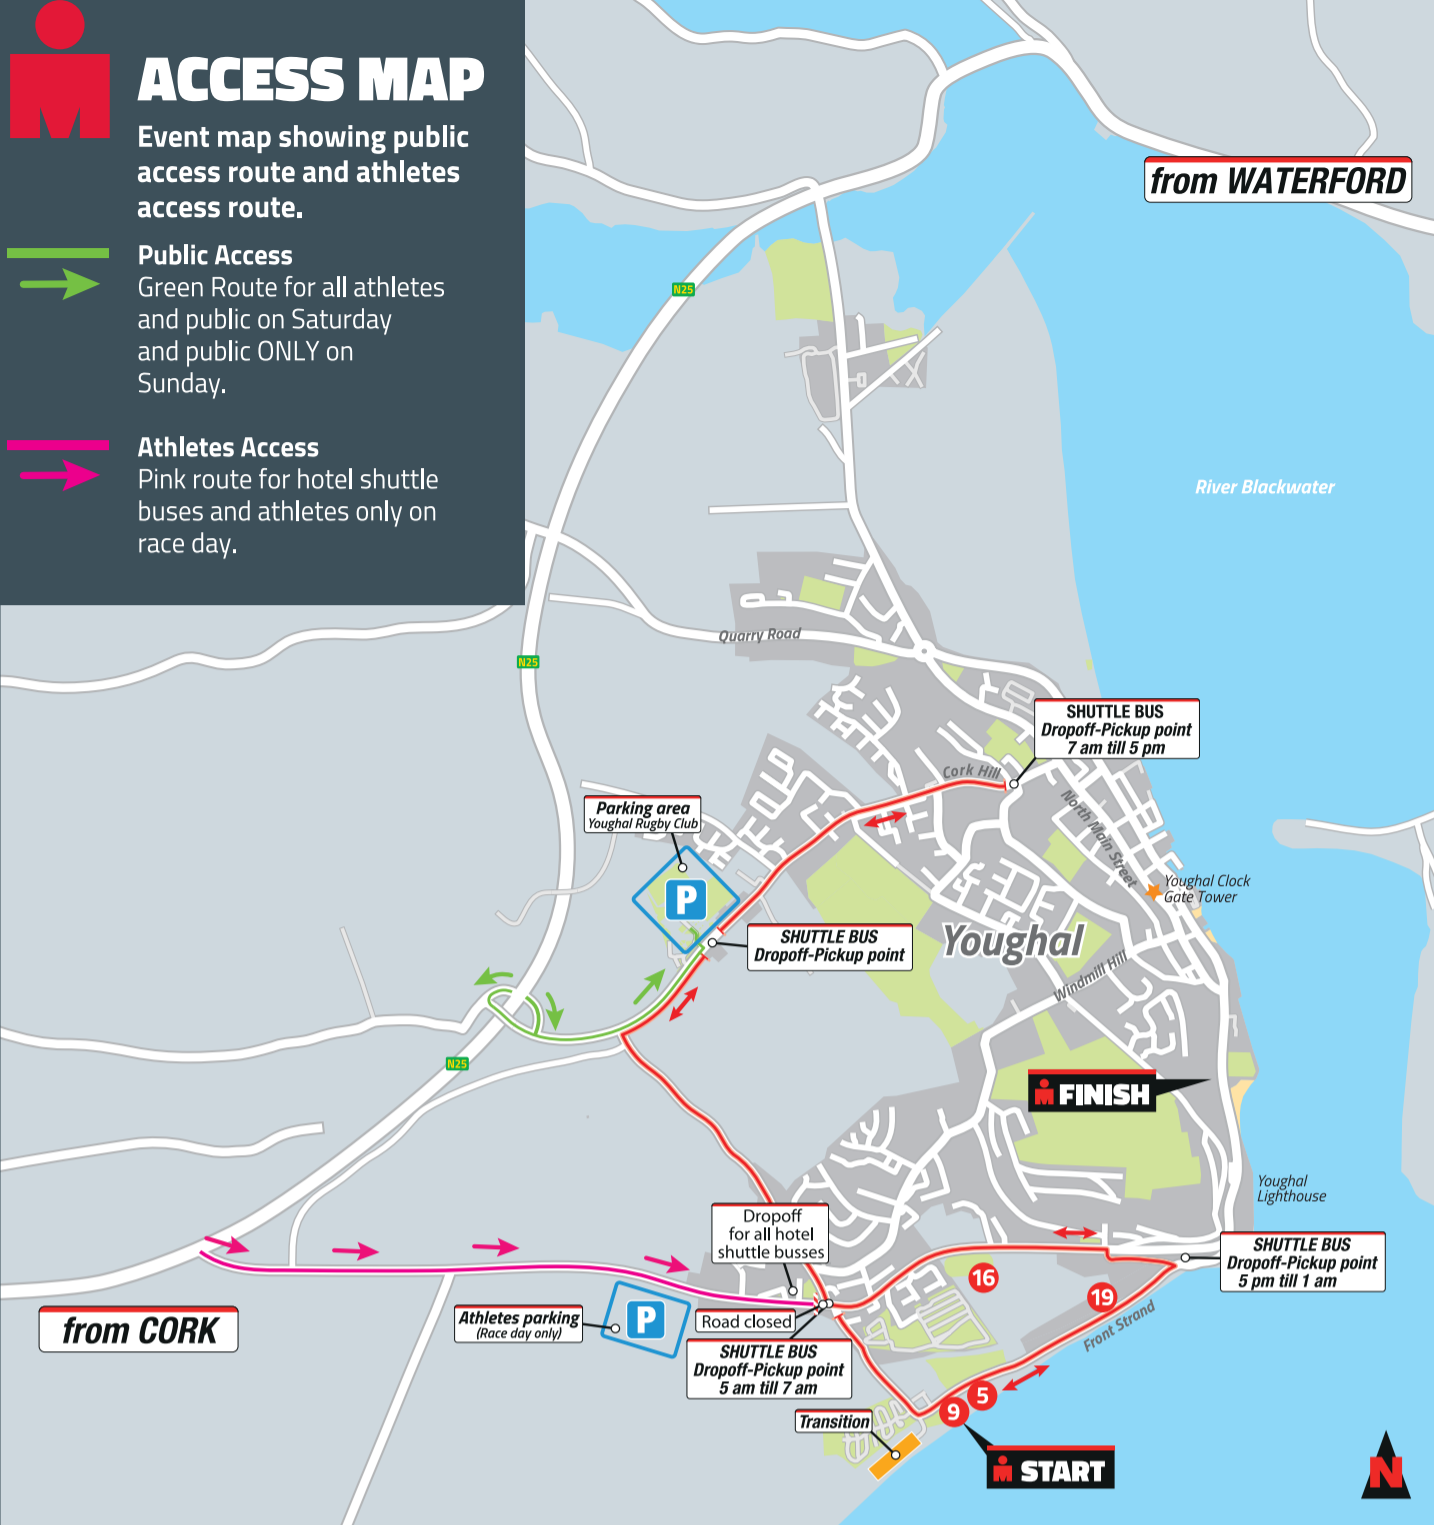 ACCESS MAP
Event map showing public
access route and athletes
access route.
Public Access
Green Route for all athletes
and public on Saturday
and public ONLY on
Sunday.
Athletes Access
Pink route for hotel shuttle
buses and athletes only on
race day.
from WATERFORD
N25
River Blackwater
Quarry Road
N25
SHUTTLE BUS
Dropoff-Pickup point
7 am till 5 pm
Cork Hill
North Main Street
Parking area
Youghal Rugby Club
P
Youghal Clock
Gate Tower
SHUTTLE BUS
Dropoff-Pickup point
Youghal
Windmill Hill
N25
FINISH
Youghal
Lighthouse
Dropoff
for all hotel
shuttle busses
SHUTTLE BUS
Dropoff-Pickup point
5 pm till 1 am
16
19
from CORK
Athletes parking
(Race day only)
P
Road closed
Front Strand
SHUTTLE BUS
Dropoff-Pickup point
5 am till 7 am
5
9
Transition
START
N